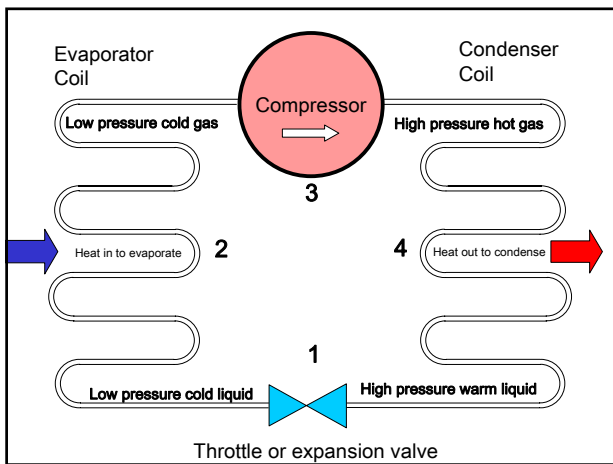 Evaporator
Coil
Condenser
Coil
Compressor
Low pressure cold gas
High pressure hot gas
3
Heat in to evaporate
2
4
Heat out to condense
1
Low pressure cold liquid
High pressure warm liquid
Throttle or expansion valve